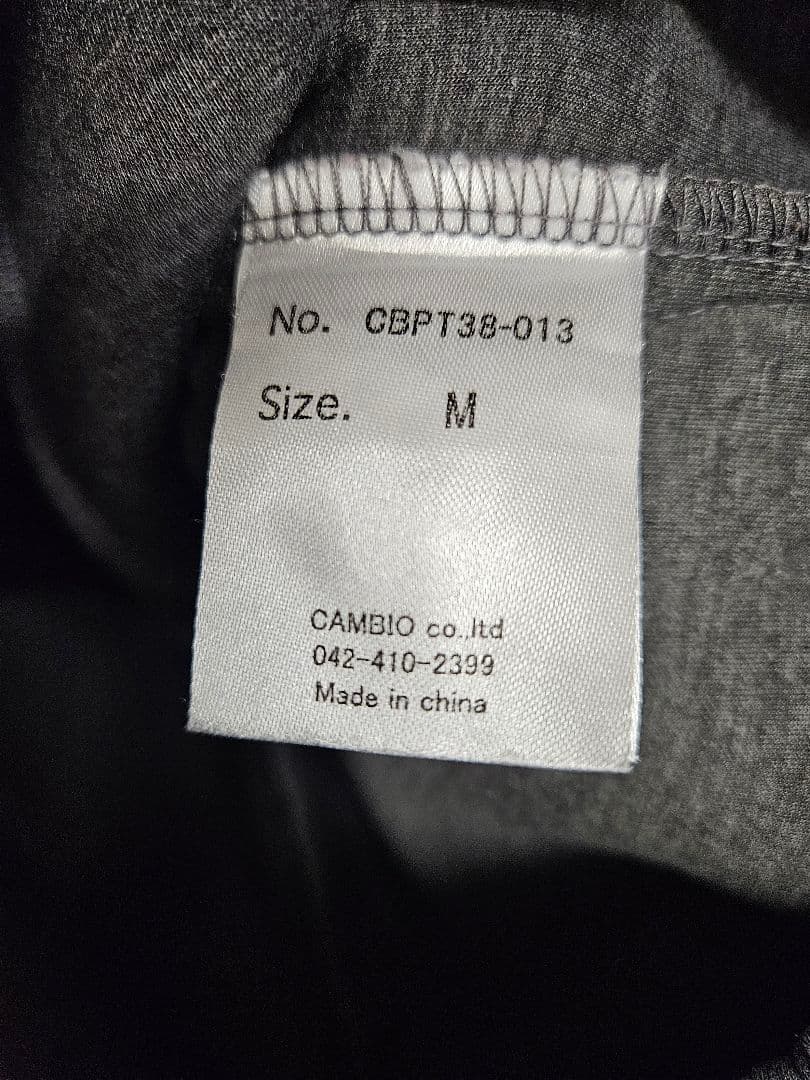 No. CBPT38-013
Size. M
CAMBIO co.,ltd
042-410-2399
Made in china